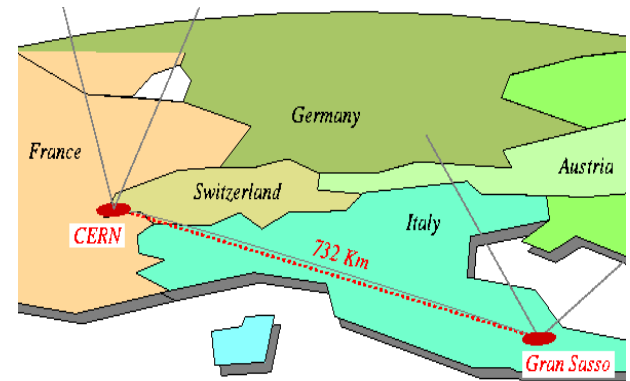 Germany
France
Austria
Switzerland
CERN
Italy
732 Km
Gran Sasso